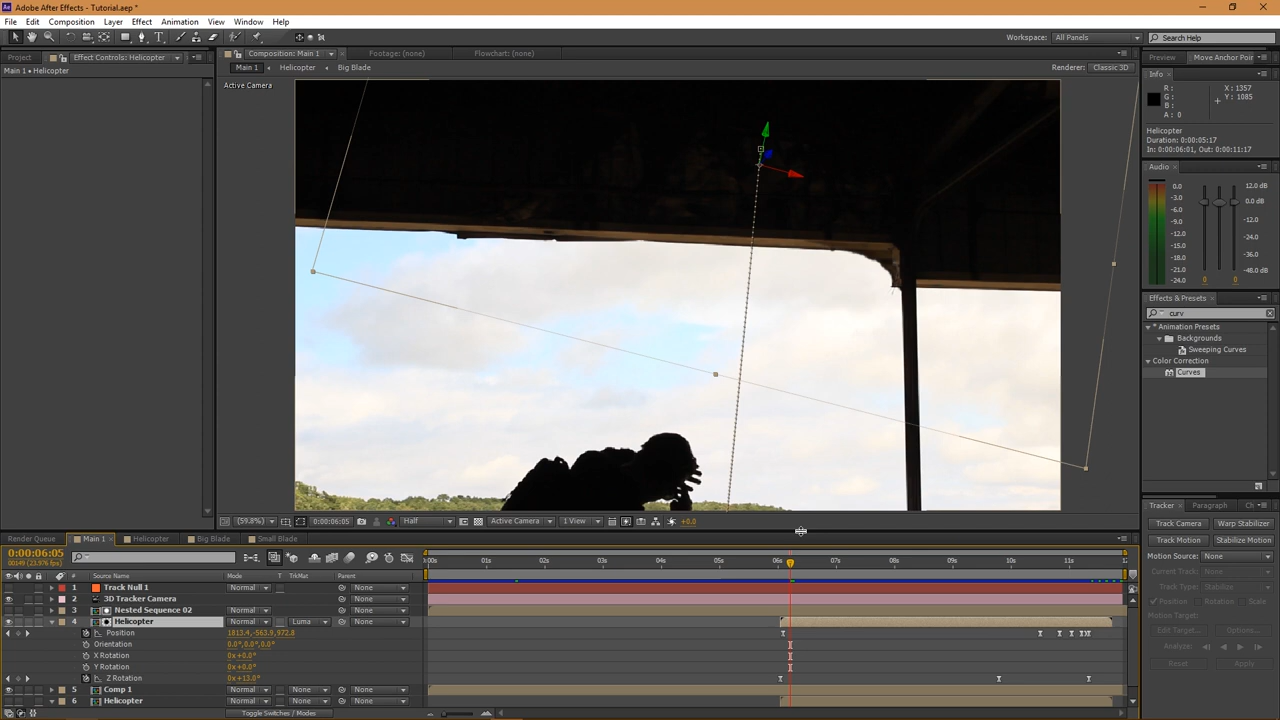 Adobe After Effects - Tutorial.aep *
File Edit Composition Layer Effect Animation View Window Help
Workspace: All Panels Search Help
Project Effect Controls: Helicopter
Main 1 • Helicopter
Composition: Main 1 Footage: (none) Flowchart: (none)
Main 1 Helicopter Big Blade Renderer: Classic 3D
Active Camera
Preview Move Anchor Poir
Info
R : X : 1357
G : Y : 1085
B :
A : 0
Helicopter
Duration: 0:00:05:17
In: 0:00:06:01, Out: 0:00:11:17
Audio
0.0 12.0 dB
-3.0
-6.0 0.0 dB
-9.0
-12.0 -12.0
-15.0 -24.0
-18.0
-21.0 -36.0
-24.0 -48.0 dB
0 0
Effects & Presets
curv
* Animation Presets
Backgrounds
Sweeping Curves
Color Correction
Curves
Tracker Paragraph Ch
Track Camera Warp Stabilizer
Track Motion Stabilize Motion
Motion Source: None
Current Track: None
Track Type: Stabilize
Position Rotation Scale
Motion Target:
Edit Target... Options...
Analyze:
Reset Apply
(59.8%) 0:00:06:05 Half Active Camera 1 View +0.0
Render Queue Main 1 Helicopter Big Blade Small Blade
0:00:06:05
00149 (23.976 fps)
# Source Name Mode T TrkMat Parent
:00s 01s 02s 03s 04s 05s 06s 07s 08s 09s 10s 11s 12
1 Track Null 1 Normal None
2 3D Tracker Camera None
3 Nested Sequence 02 Normal None
4 Helicopter Normal Luma None
Position 1813.4,-563.9,972.8
Orientation 0.0°,0.0°,0.0°
X Rotation 0x+0.0°
Y Rotation 0x+0.0°
Z Rotation 0x+13.0°
5 Comp 1 Normal None None
6 Helicopter Normal None None
Toggle Switches / Modes